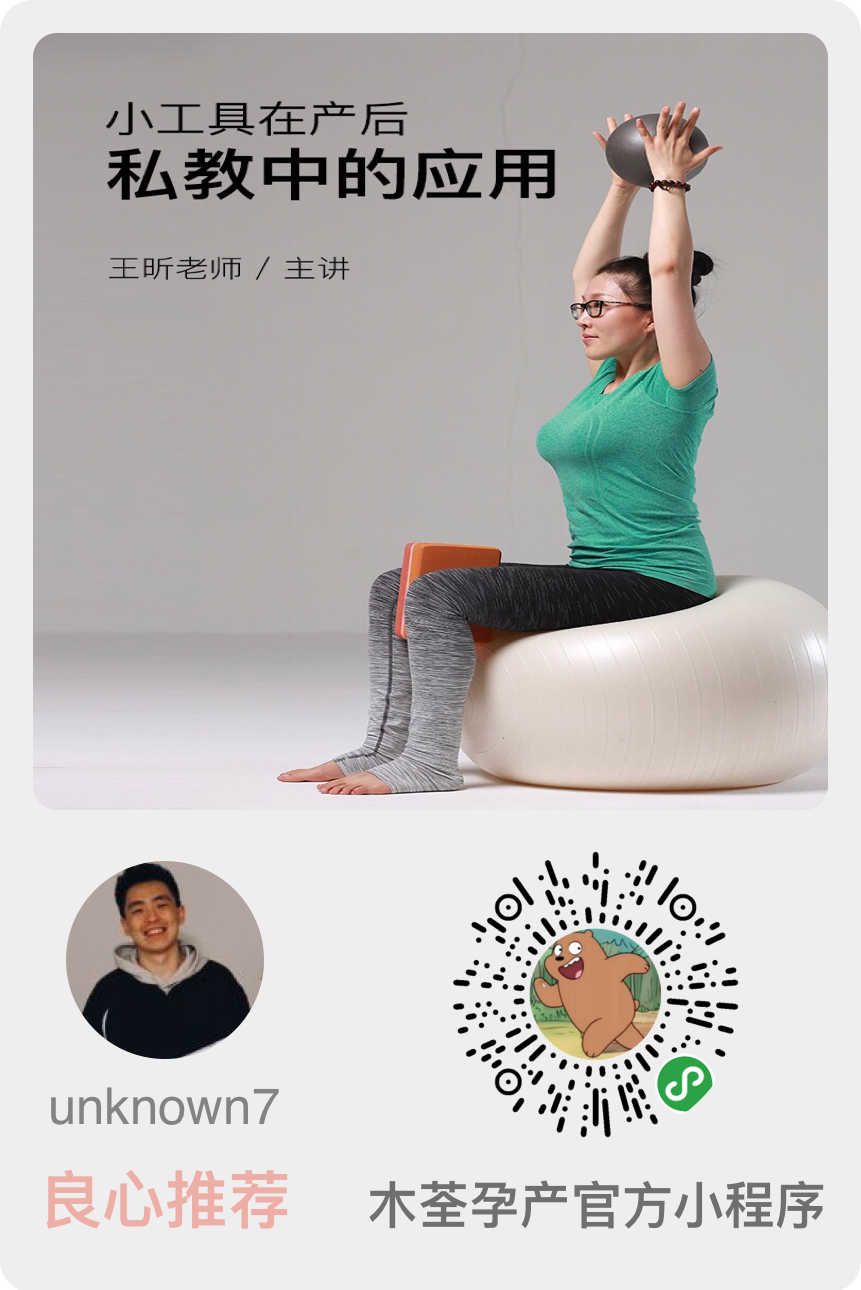 小工具在产后
私教中的应用
王昕老师 / 主讲
unknown7
良心推荐
木荃孕产官方小程序